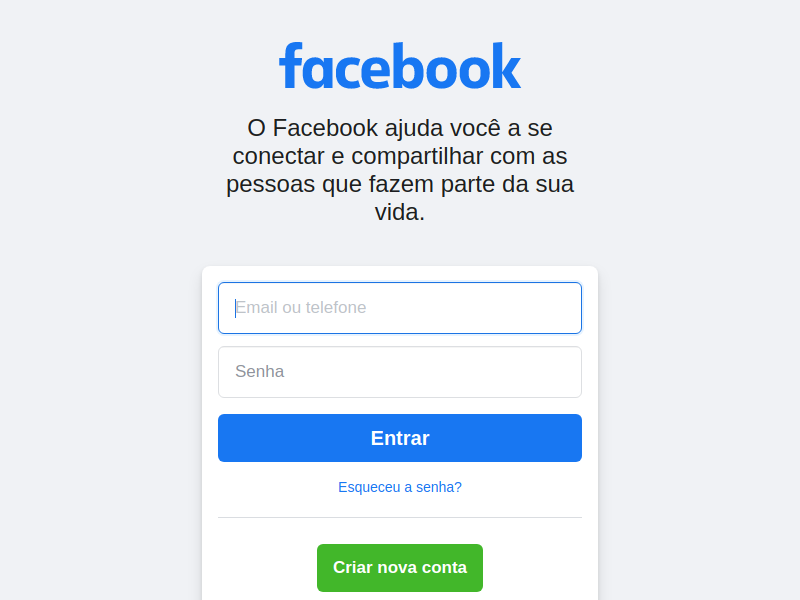 facebook
O Facebook ajuda você a se
conectar e compartilhar com as
pessoas que fazem parte da sua
vida.
Email ou telefone
Senha
Entrar
Esqueceu a senha?
Criar nova conta